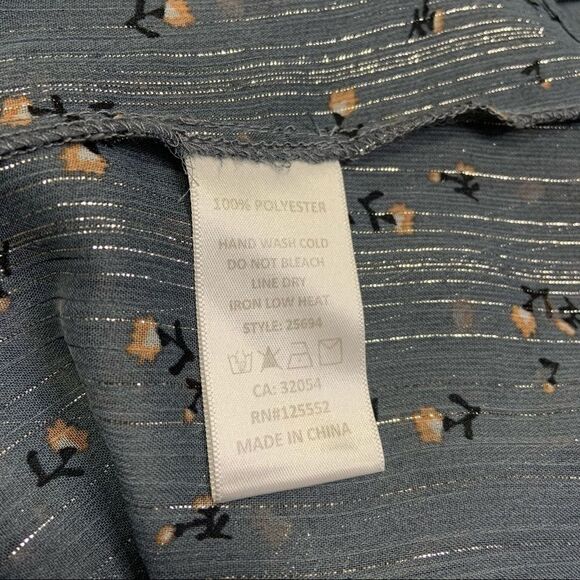 100% POLYESTER
HAND WASH COLD
DO NOT BLEACH
LINE DRY
IRON LOW HEAT
STYLE: 25694
CA: 32054
RN#125552
MADE IN CHINA